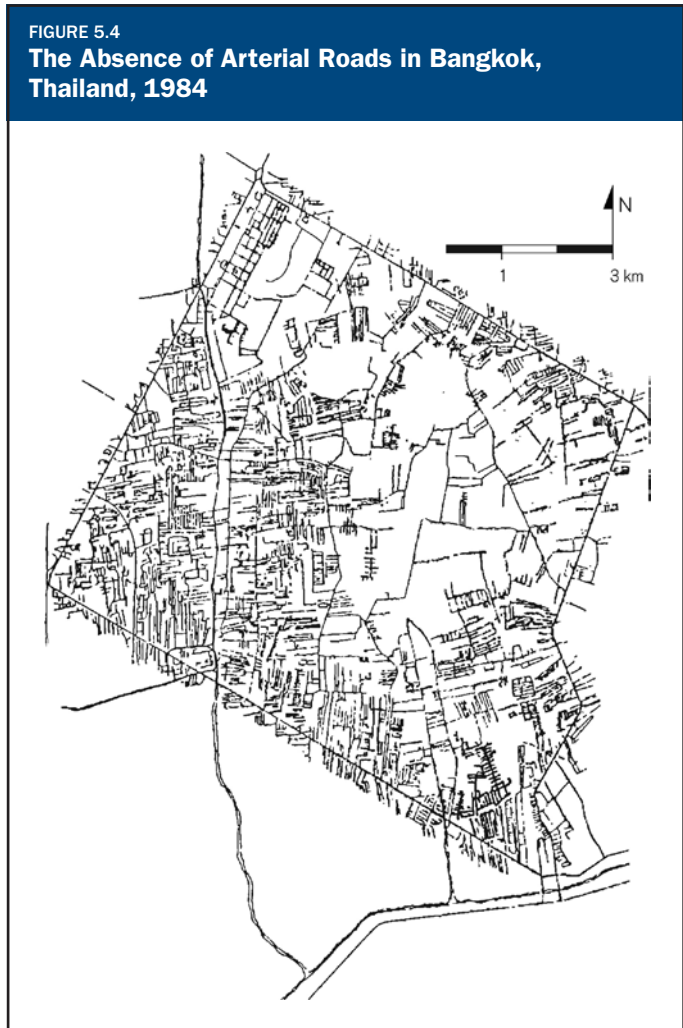 FIGURE 5.4
The Absence of Arterial Roads in Bangkok,
Thailand, 1984
N
1 3 km